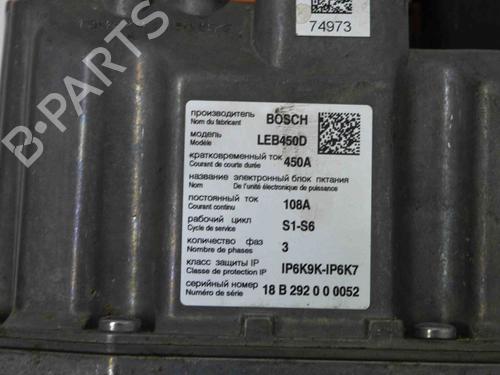 74973
B-PARTS
производитель BOSCH
Nom du fabricant
модель LEB450D
Modèle
кратковременный ток 450A
Courant de courte durée
название электронный блок питания
Nom De l'unité électronique de puissance
постоянный ток 108A
Courant continu
рабочий цикл S1-S6
Cycle de service
количество фаз 3
Nombre de phases
класс защиты IP IP6K9K-IP6K7
Classe de protection IP
серийный номер 18 B 292 0 0 0052
Numéro de série